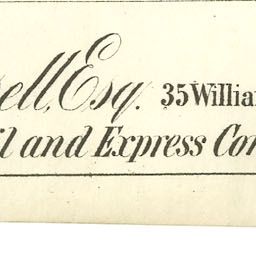 ell, Esq. 35 Willia
l and Express Co